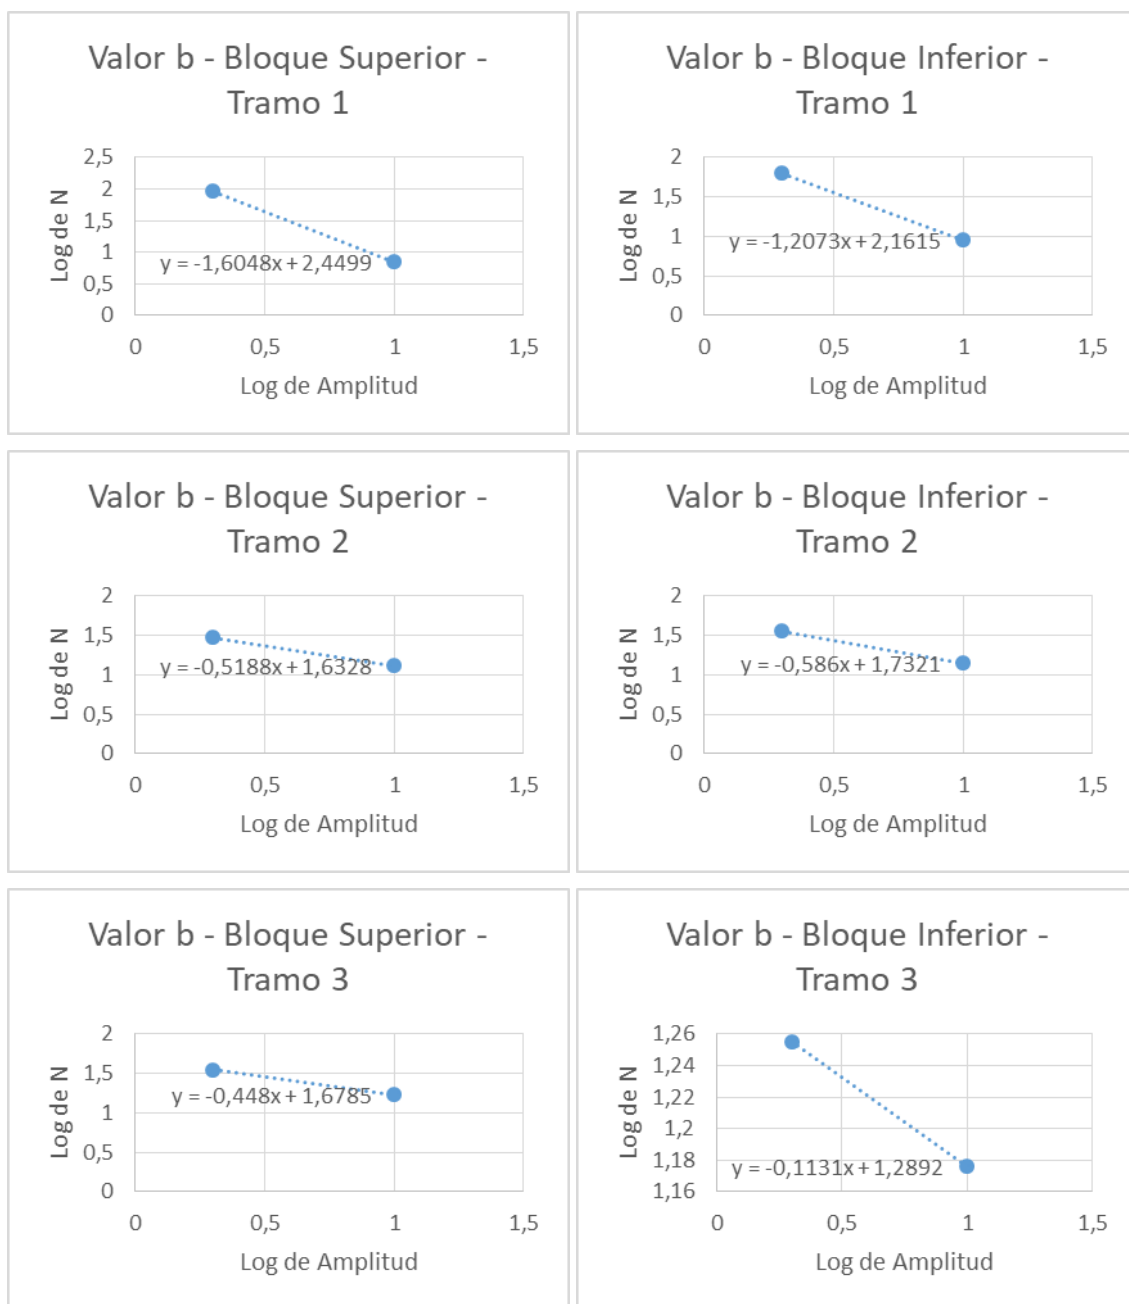 Valor b - Bloque Superior -
Tramo 1
2,5
2
1,5
1
0,5
0
0
0,5
1
1,5
Log de N
Log de Amplitud
y = -1,6048x + 2,4499
Valor b - Bloque Inferior -
Tramo 1
2
1,5
1
0,5
0
0
0,5
1
1,5
Log de N
Log de Amplitud
y = -1,2073x + 2,1615
Valor b - Bloque Superior -
Tramo 2
2
1,5
1
0,5
0
0
0,5
1
1,5
Log de N
Log de Amplitud
y = -0,5188x + 1,6328
Valor b - Bloque Inferior -
Tramo 2
2
1,5
1
0,5
0
0
0,5
1
1,5
Log de N
Log de Amplitud
y = -0,586x + 1,7321
Valor b - Bloque Superior -
Tramo 3
2
1,5
1
0,5
0
0
0,5
1
1,5
Log de N
Log de Amplitud
y = -0,448x + 1,6785
Valor b - Bloque Inferior -
Tramo 3
1,26
1,24
1,22
1,2
1,18
1,16
0
0,5
1
1,5
Log de N
Log de Amplitud
y = -0,1131x + 1,2892